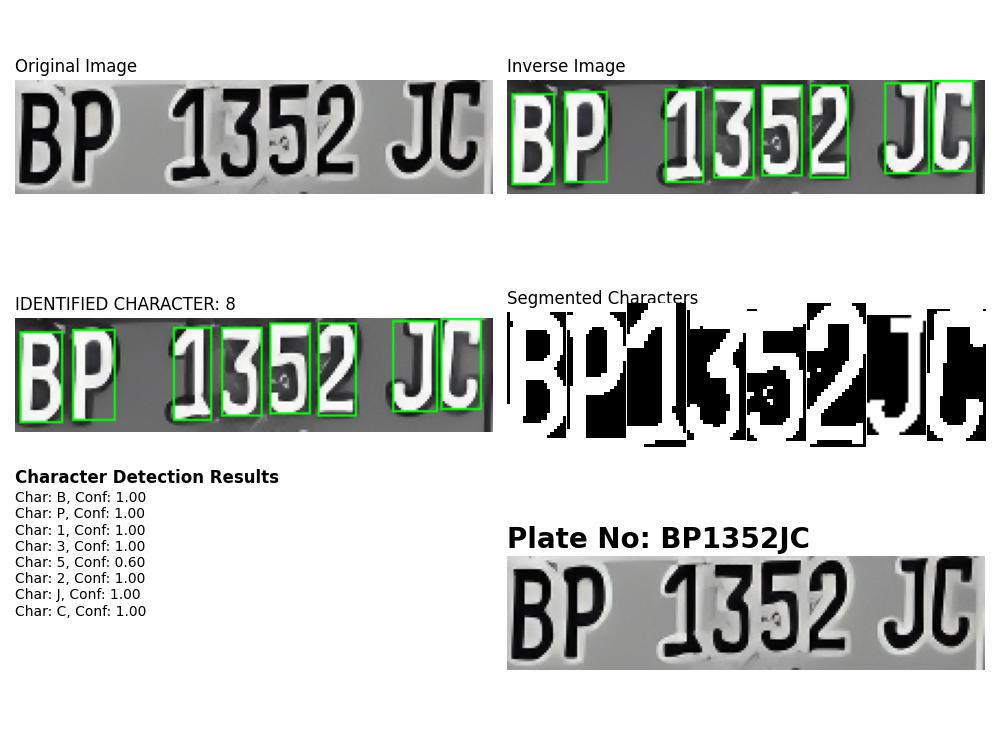 Original Image
BP 1352 JC
Inverse Image
BP 1352 JC
IDENTIFIED CHARACTER: 8
BP 1352 JC
Segmented Characters
BP1352JC
Character Detection Results
Char: B, Conf: 1.00
Char: P, Conf: 1.00
Char: 1, Conf: 1.00
Char: 3, Conf: 1.00
Char: 5, Conf: 0.60
Char: 2, Conf: 1.00
Char: J, Conf: 1.00
Char: C, Conf: 1.00
Plate No: BP1352JC
BP 1352 JC